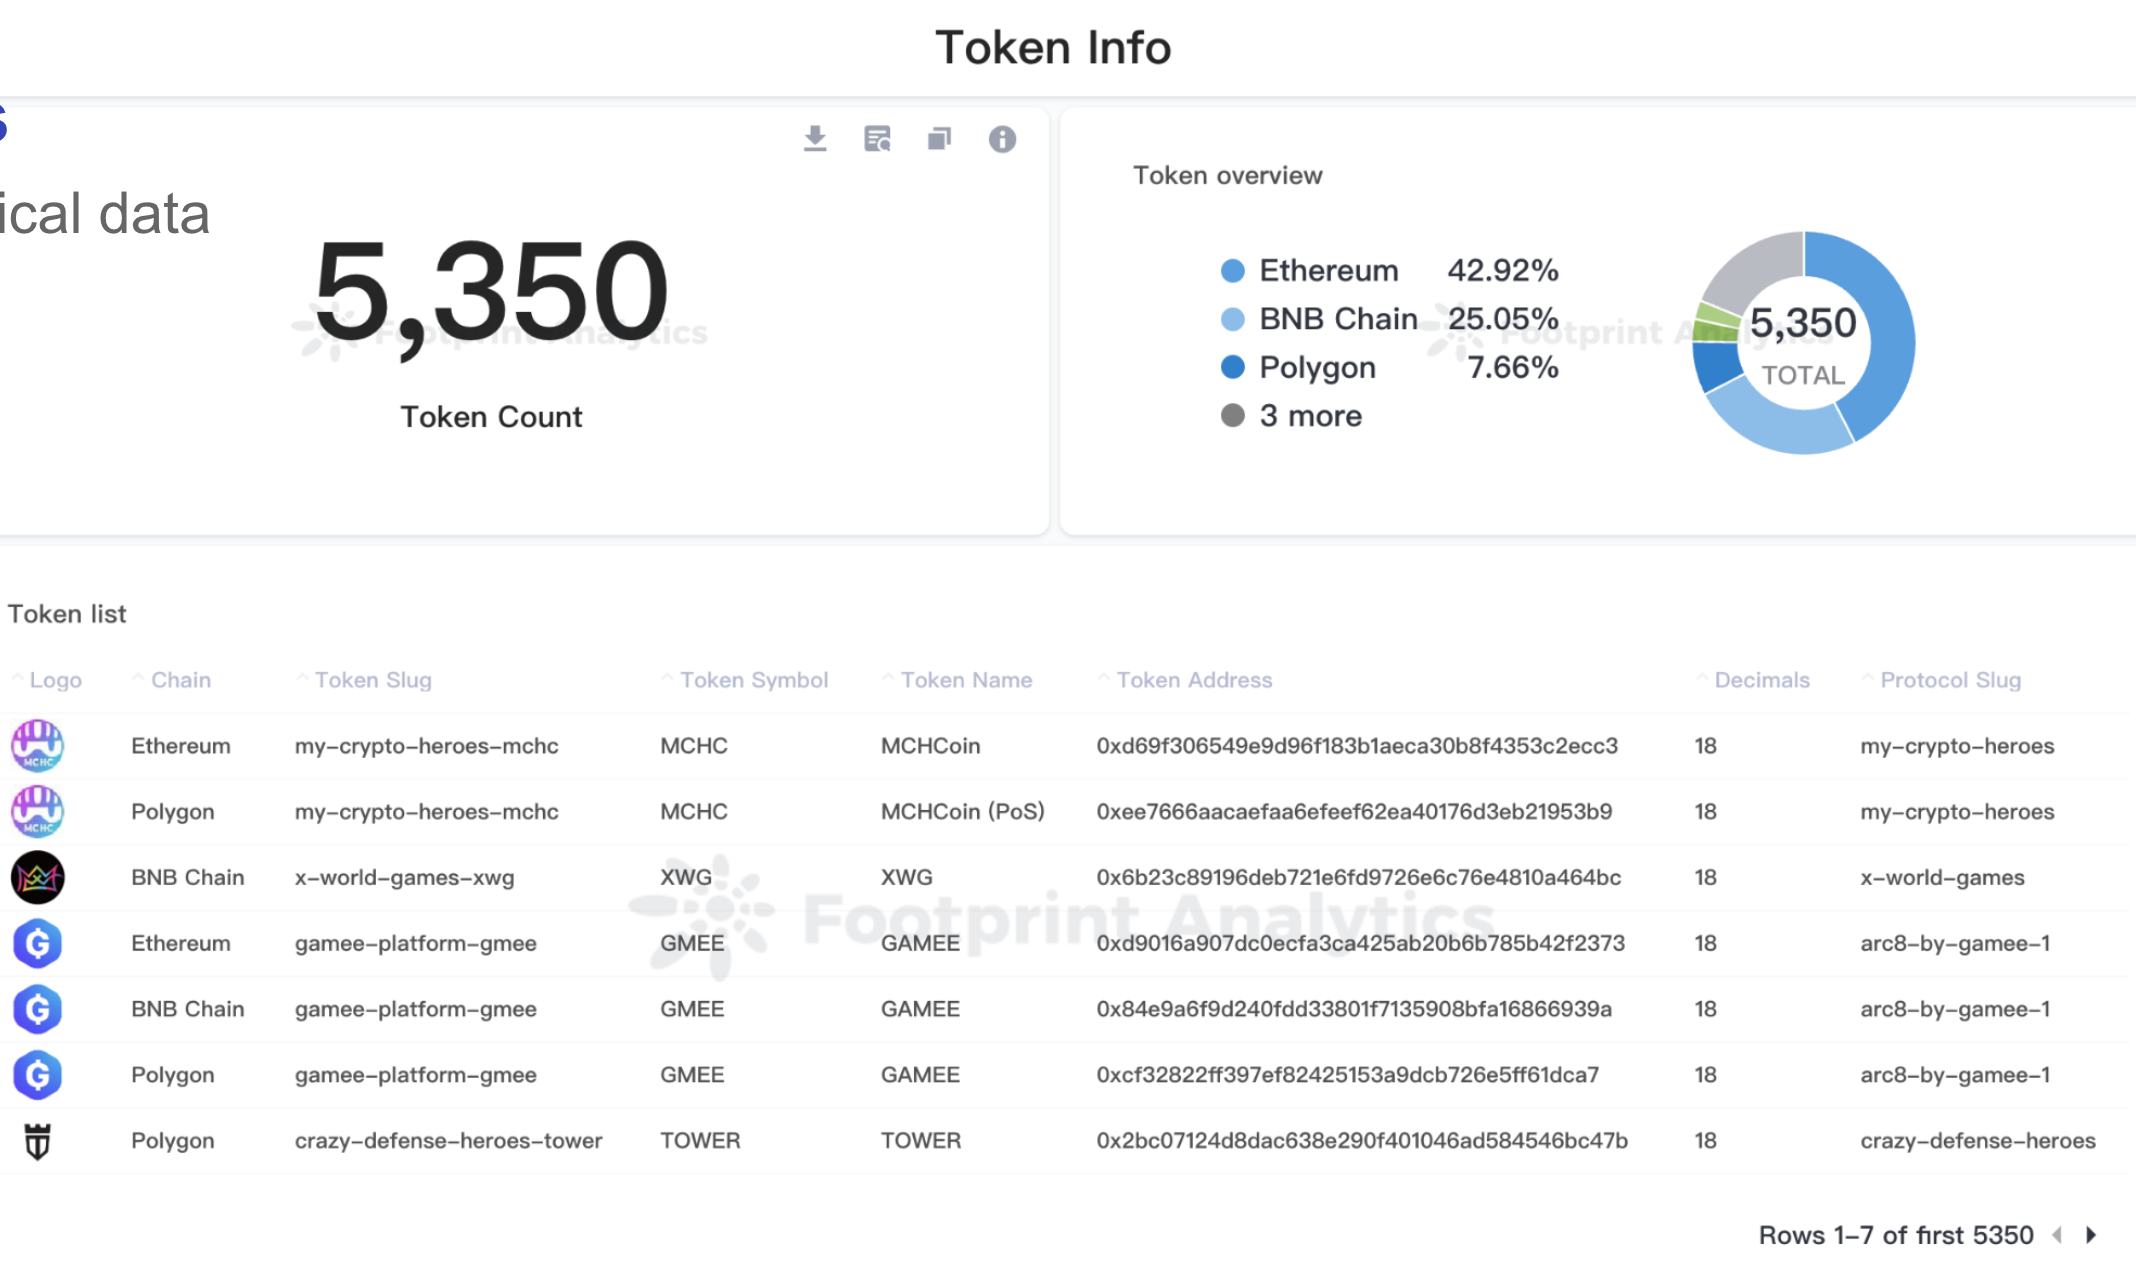 Token Info
s
ical data
5,350
Footprint Analytics
Token Count
Token overview
Ethereum 42.92%
BNB Chain 25.05%
Polygon 7.66%
3 more
Footprint Analytics
5,350
TOTAL
Token list
Logo Chain Token Slug Token Symbol Token Name Token Address Decimals Protocol Slug
MCHC Ethereum my-crypto-heroes-mchc MCHC MCHCoin 0xd69f306549e9d96f183b1aeca30b8f4353c2ecc3 18 my-crypto-heroes
MCHC Polygon my-crypto-heroes-mchc MCHC MCHCoin (PoS) 0xee7666aacaefaa6efeef62ea40176d3eb21953b9 18 my-crypto-heroes
BNB Chain x-world-games-xwg XWG XWG 0x6b23c89196deb721e6fd9726e6c76e4810a464bc 18 x-world-games
Footprint Analytics
Ethereum gamee-platform-gmee GMEE GAMEE 0xd9016a907dc0ecfa3ca425ab20b6b785b42f2373 18 arc8-by-gamee-1
BNB Chain gamee-platform-gmee GMEE GAMEE 0x84e9a6f9d240fdd33801f7135908bfa16866939a 18 arc8-by-gamee-1
Polygon gamee-platform-gmee GMEE GAMEE 0xcf32822ff397ef82425153a9dcb726e5ff61dca7 18 arc8-by-gamee-1
Polygon crazy-defense-heroes-tower TOWER TOWER 0x2bc07124d8dac638e290f401046ad584546bc47b 18 crazy-defense-heroes
Rows 1-7 of first 5350